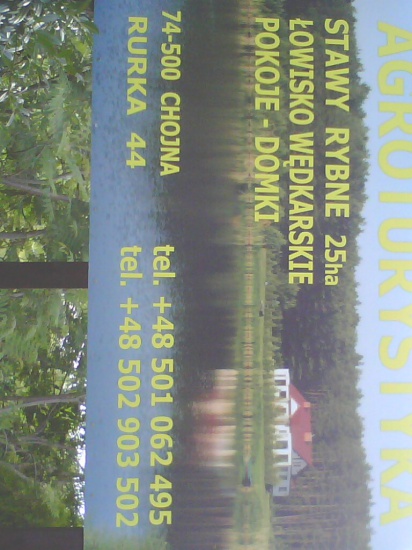 AGROTURYSTYKA
STAWY RYBNE 25ha
ŁOWISKO WĘDKARSKIE
POKOJE - DOMKI
74-500 CHOJNA
RURKA 44
tel. +48 501 062 495
tel. +48 502 903 502